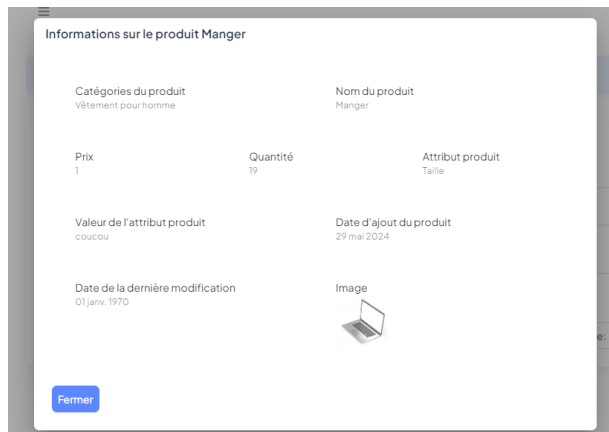 Informations sur le produit Manger
Catégories du produit
Nom du produit
Vêtement pour homme
Manger
Prix
Quantité
Attribut produit
1
19
Taille
Valeur de l'attribut produit
Date d'ajout du produit
coucou
29 mai 2024
Date de la dernière modification
Image
01 janv. 1970
e:
Fermer